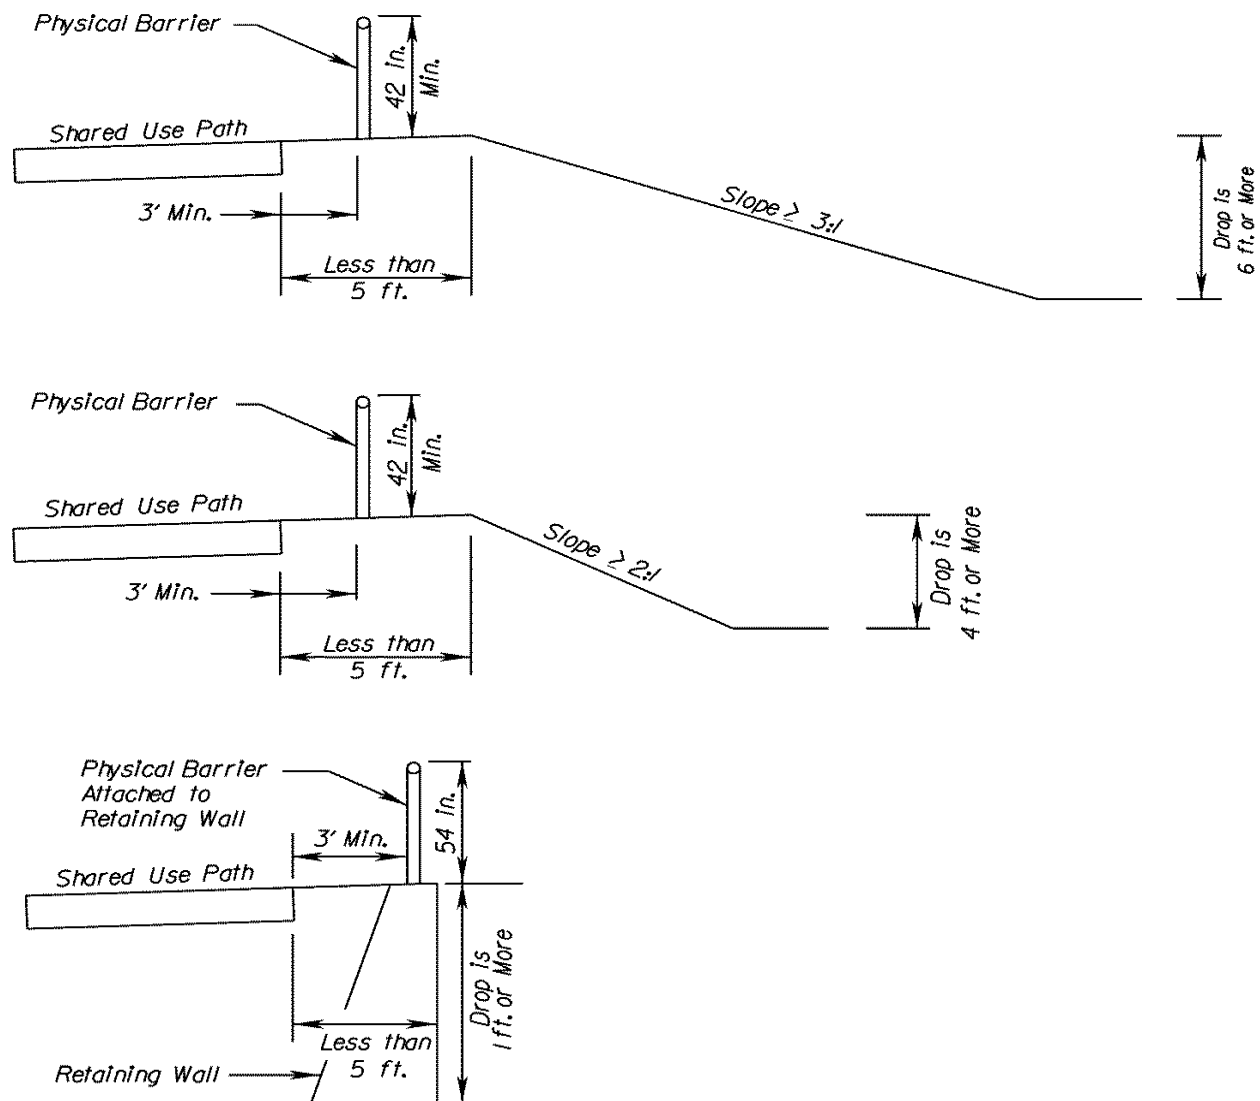 Physical Barrier
42 in.
Min.
Shared Use Path
3' Min.
Slope ≥ 3:1
Drop is
6 ft. or More
Less than
5 ft.
Physical Barrier
42 in.
Min.
Shared Use Path
3' Min.
Slope ≥ 2:1
Drop is
4 ft. or More
Less than
5 ft.
Physical Barrier
Attached to
Retaining Wall
54 in.
3' Min.
Shared Use Path
Drop is
1 ft. or More
Less than
5 ft.
Retaining Wall